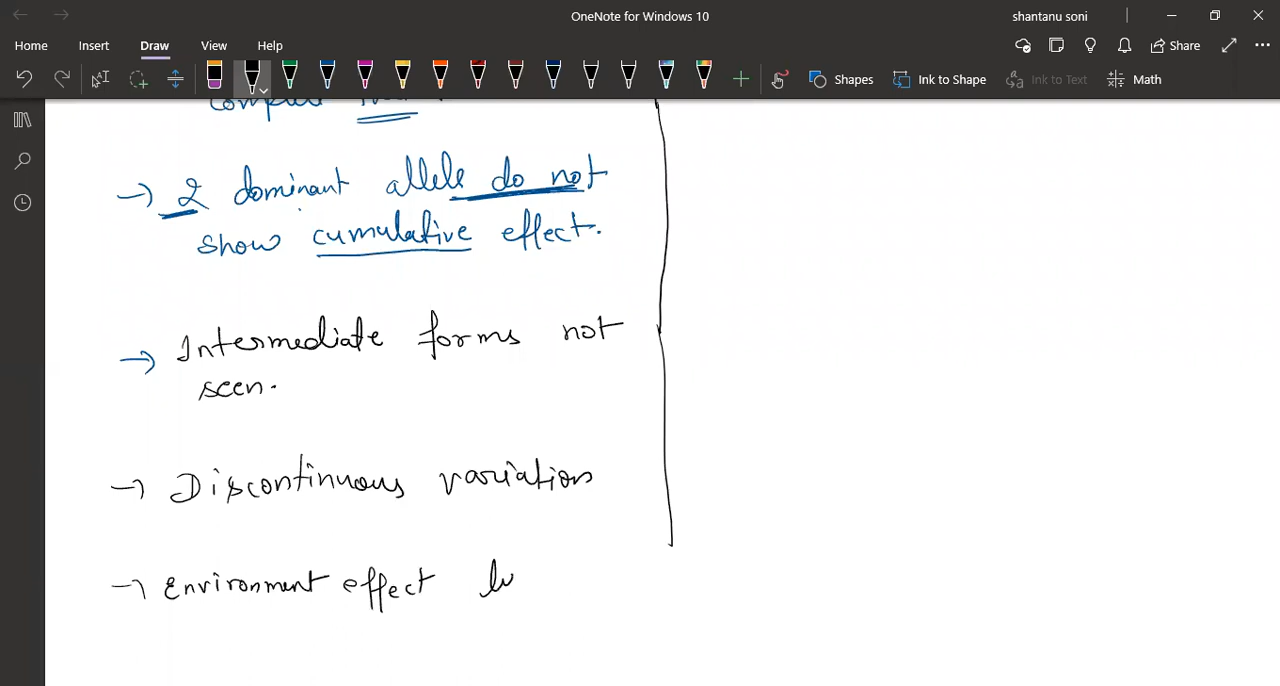 OneNote for Windows 10
shantanu soni
Home Insert Draw View Help
Share
Shapes
Ink to Shape
Ink to Text
Math
→ 2 dominant allele do not
show cumulative effect.
→ Intermediate forms not
seen.
→ Discontinuous variation
→ Environment effect